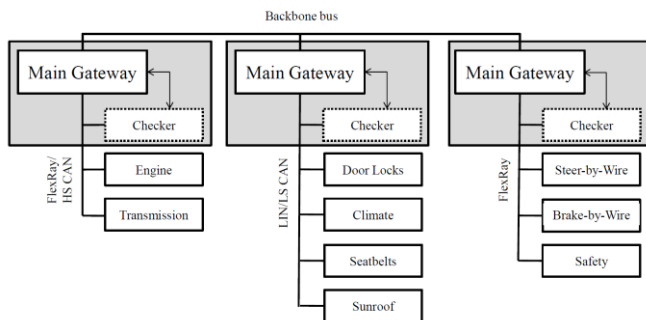 Backbone bus
Main Gateway
Checker
FlexRay/
HS CAN
Engine
Transmission
Main Gateway
Checker
LIN/LS CAN
Door Locks
Climate
Seatbelts
Sunroof
Main Gateway
Checker
FlexRay
Steer-by-Wire
Brake-by-Wire
Safety